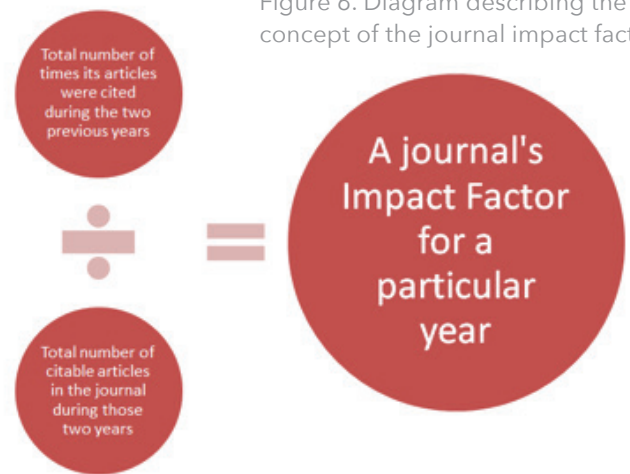 Figure 6. Diagram describing the
concept of the journal impact
Total number of
times its articles
were cited
during the two
previous years
A journal's
Impact Factor
for a
particular
year
Total number of
citable articles
in the journal
during those
two years